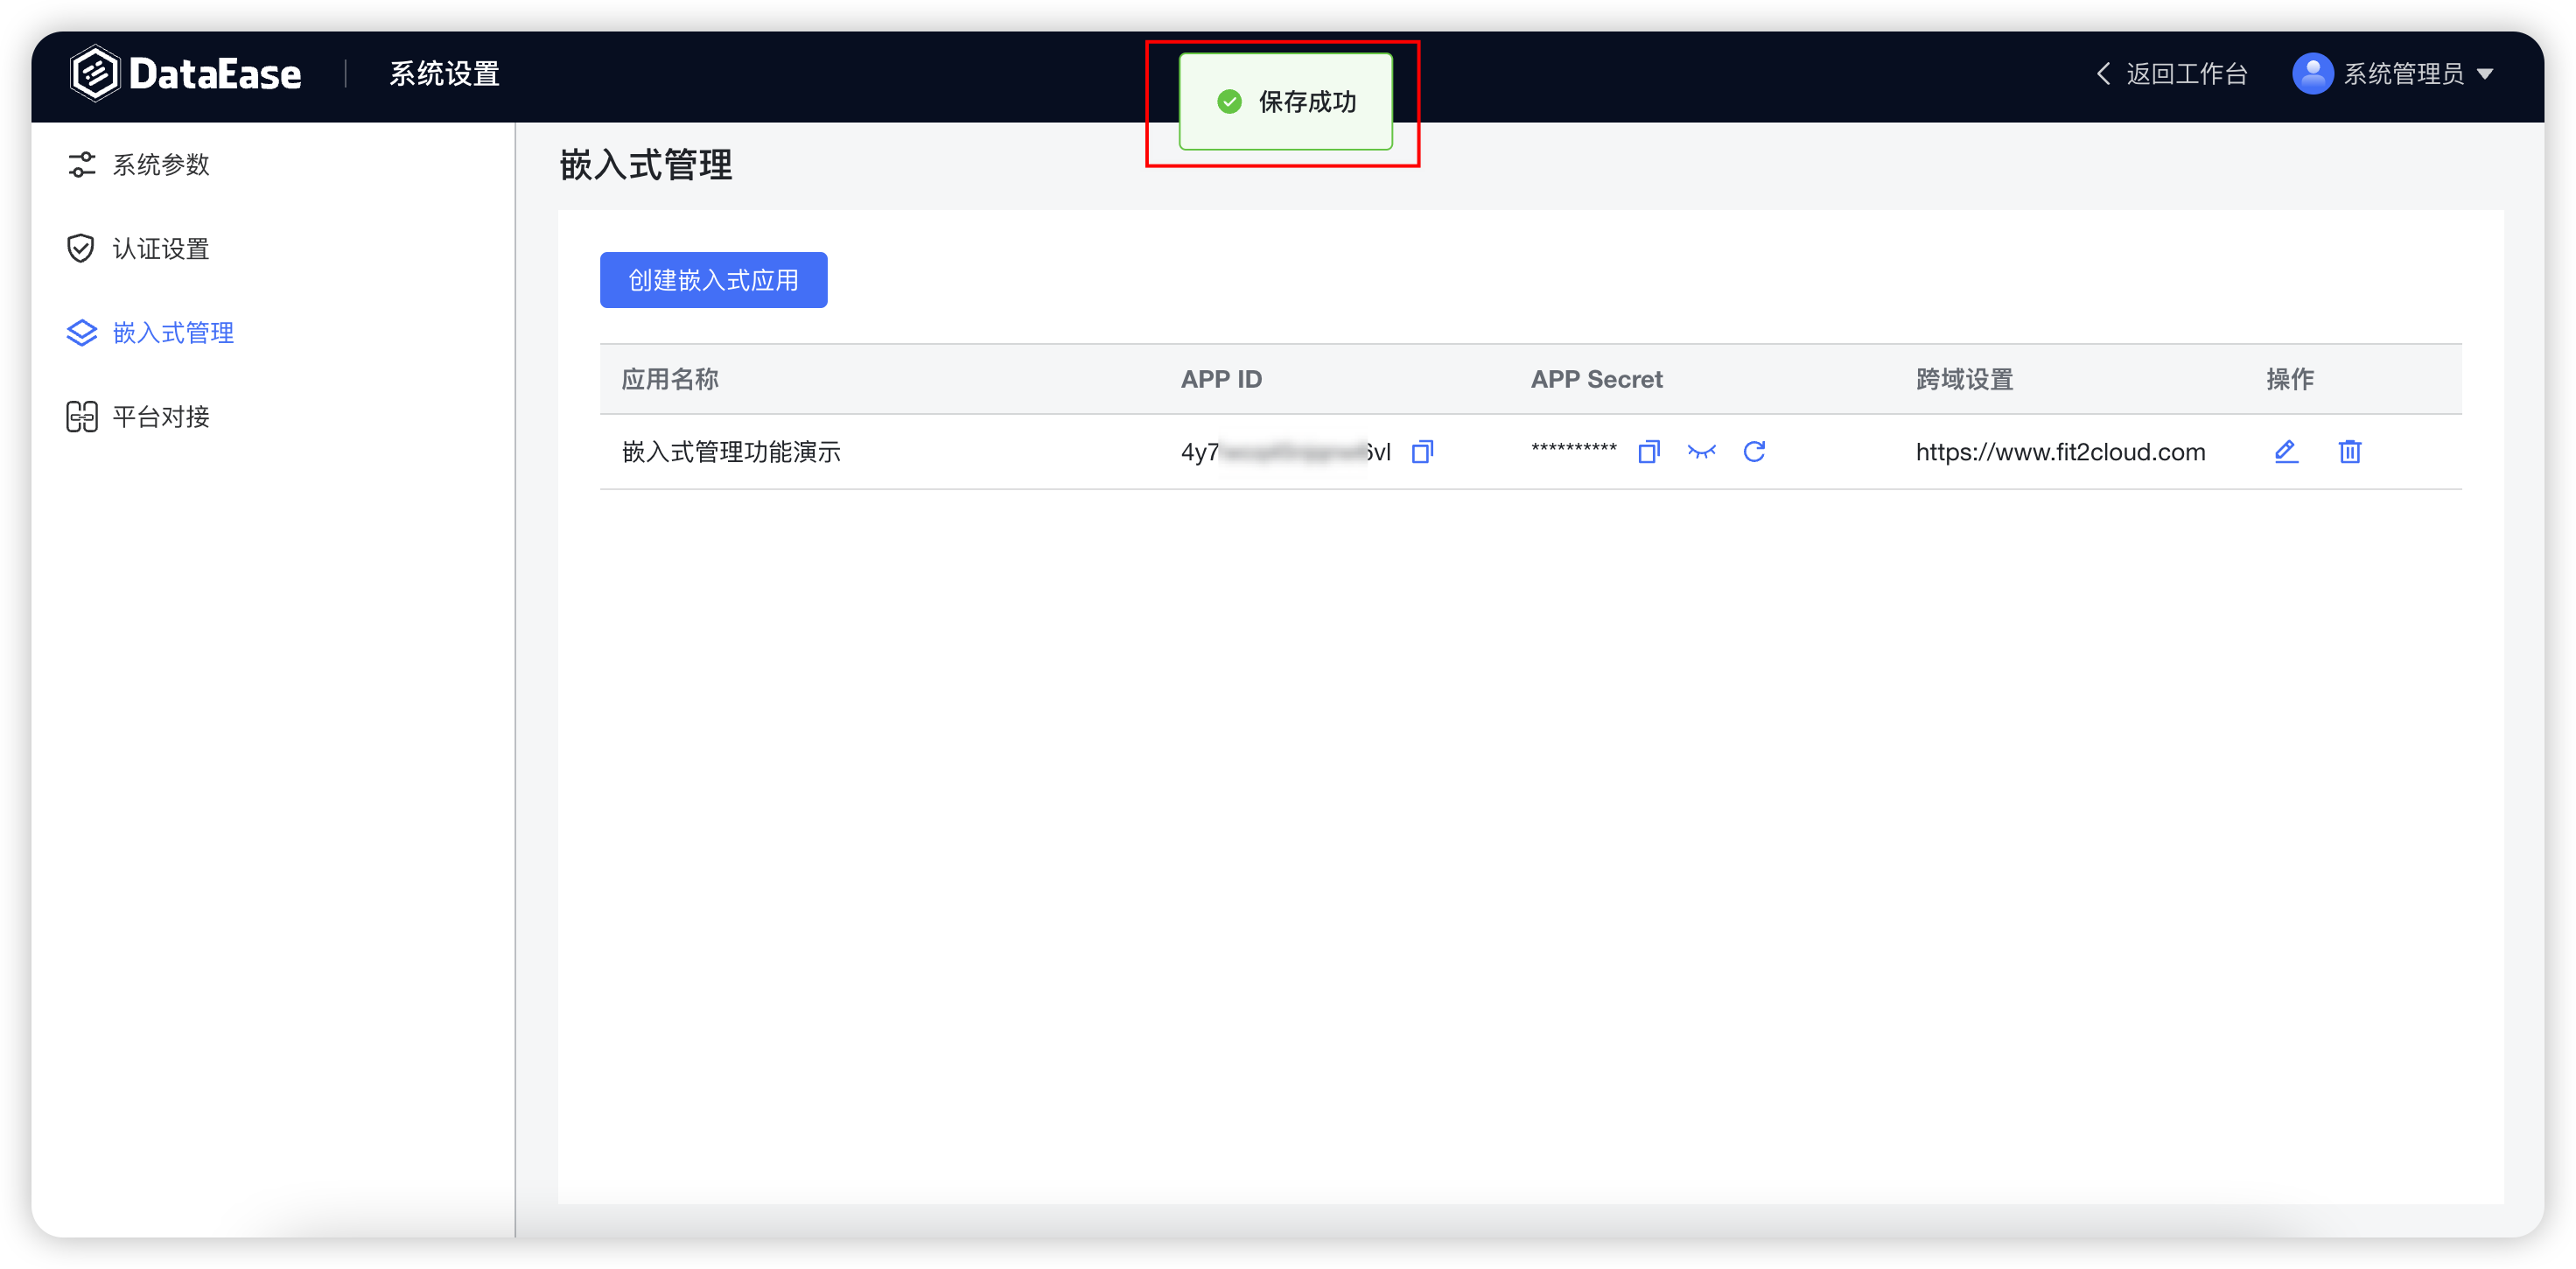 DataEase 系统设置 返回工作台 系统管理员
保存成功
系统参数
认证设置
嵌入式管理
平台对接
嵌入式管理
创建嵌入式应用
应用名称 APP ID APP Secret 跨域设置 操作
嵌入式管理功能演示 4y7 6vl ********** https://www.fit2cloud.com